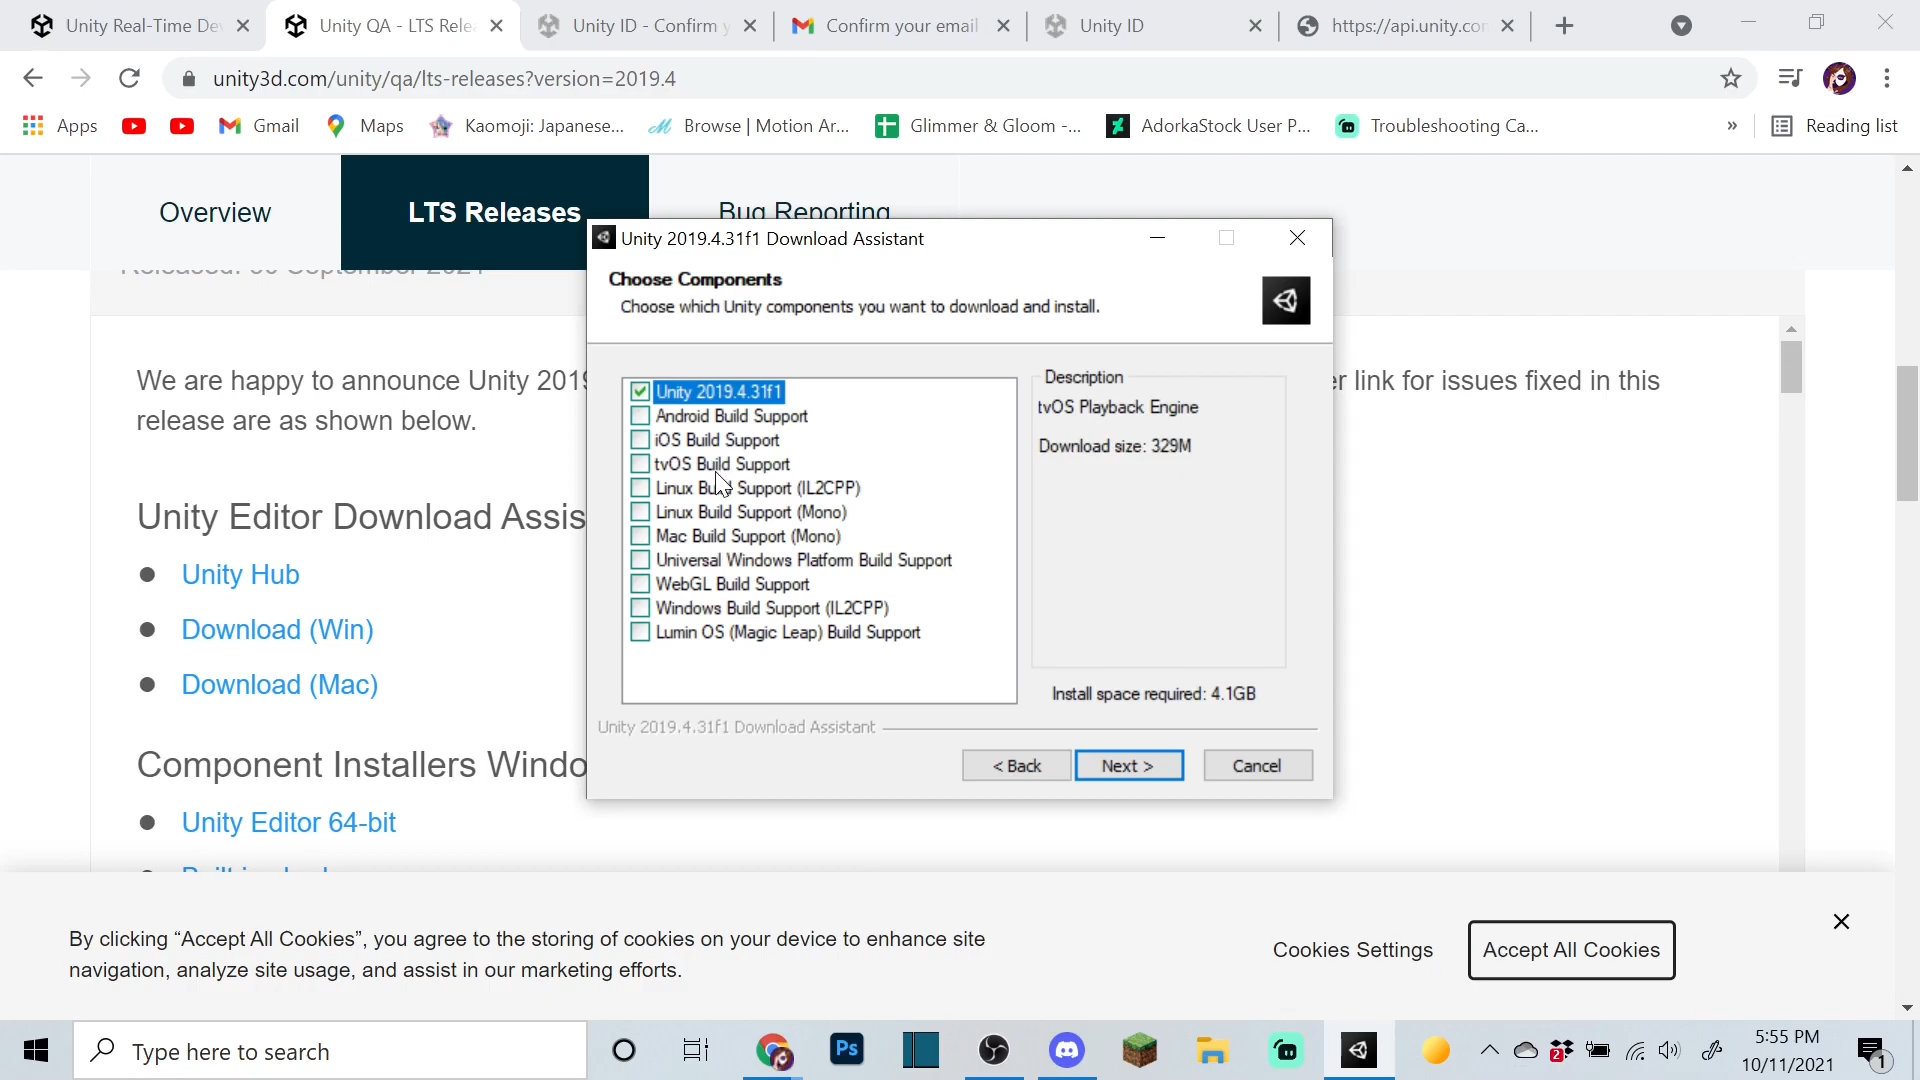 Unity Real-Time De
Unity QA - LTS Rele
Unity ID - Confirm y
Confirm your email
Unity ID
https://api.unity.cor
unity3d.com/unity/qa/lts-releases?version=2019.4
Apps
Gmail
Maps
Kaomoji: Japanese...
Browse | Motion Ar...
Glimmer & Gloom -...
AdorkaStock User P...
Troubleshooting Ca...
»
Reading list
Overview
LTS Releases
Bug Reporting
We are happy to announce Unity 2019
r link for issues fixed in this
release are as shown below.
Unity Editor Download Assis
Unity Hub
Download (Win)
Download (Mac)
Component Installers Windo
Unity Editor 64-bit
Unity 2019.4.31f1 Download Assistant
Choose Components
Choose which Unity components you want to download and install.
Unity 2019.4.31f1
Android Build Support
iOS Build Support
tvOS Build Support
Linux Build Support (IL2CPP)
Linux Build Support (Mono)
Mac Build Support (Mono)
Universal Windows Platform Build Support
WebGL Build Support
Windows Build Support (IL2CPP)
Lumin OS (Magic Leap) Build Support
Description
tvOS Playback Engine
Download size: 329M
Install space required: 4.1GB
Unity 2019.4.31f1 Download Assistant
< Back
Next >
Cancel
By clicking “Accept All Cookies”, you agree to the storing of cookies on your device to enhance site
navigation, analyze site usage, and assist in our marketing efforts.
Cookies Settings
Accept All Cookies
Type here to search
Ps
2
5:55 PM
10/11/2021
1